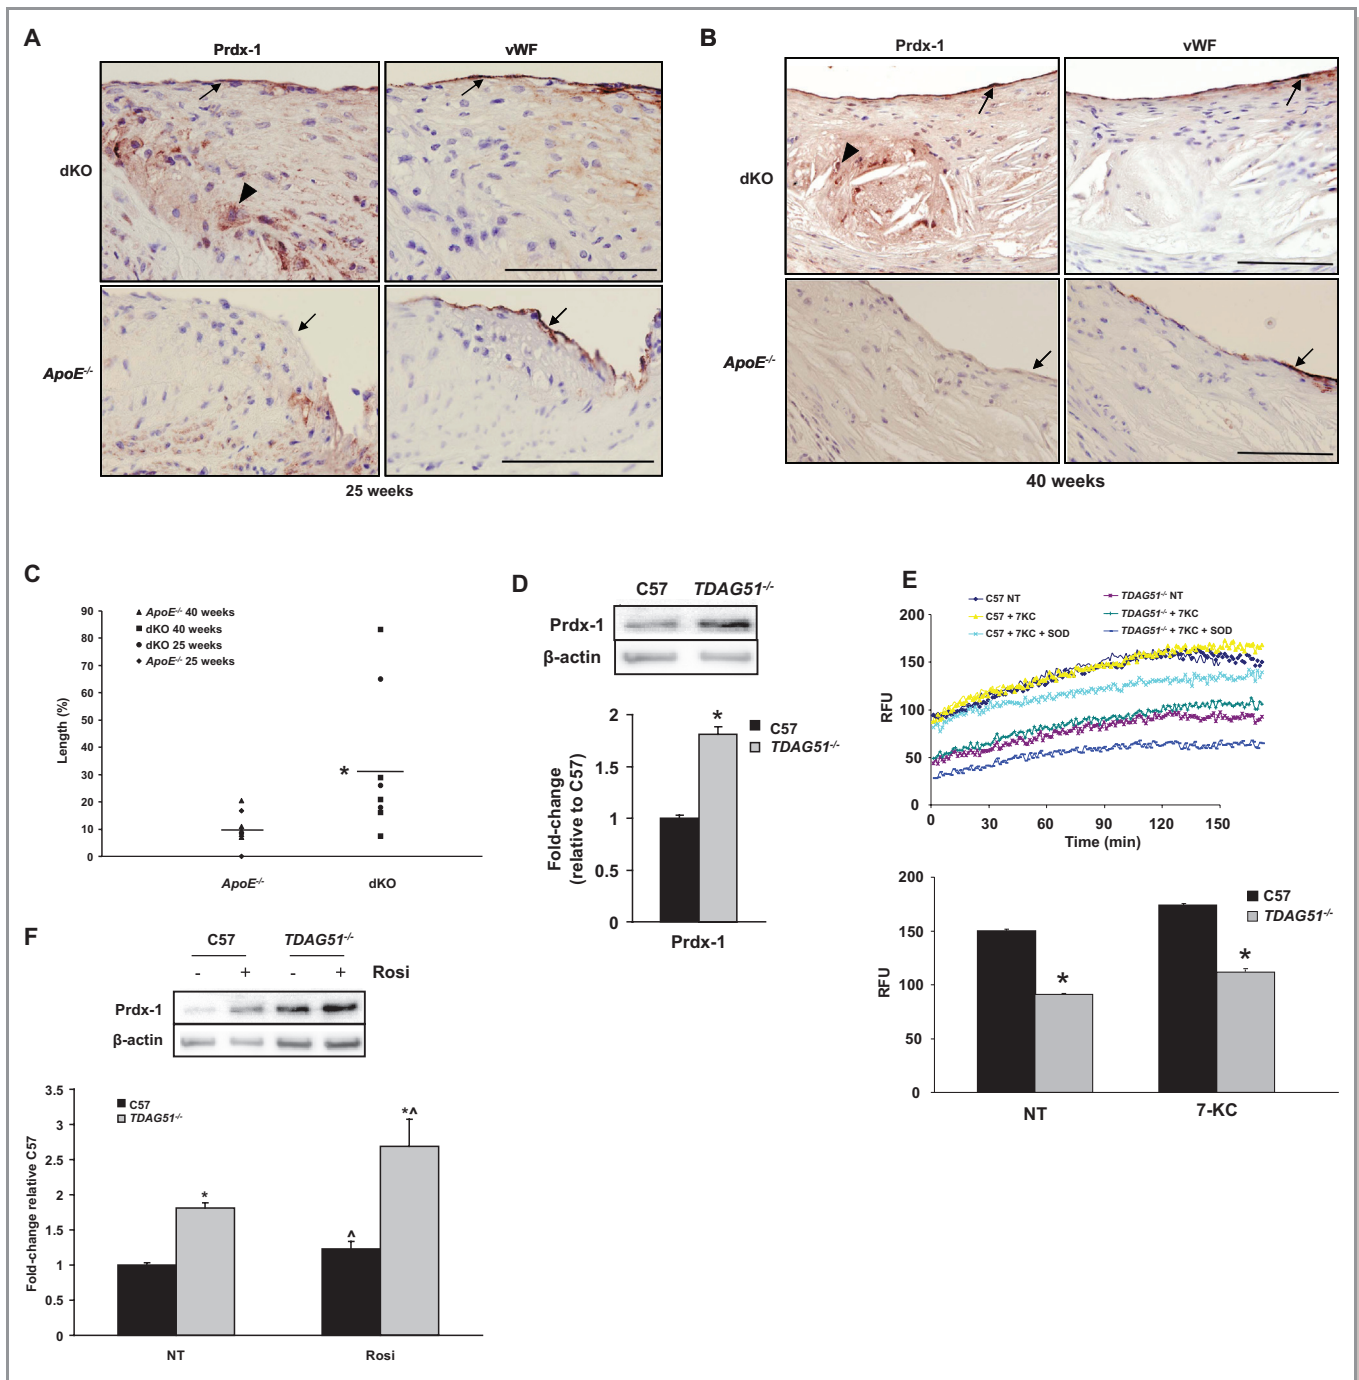 A
Prdx-1
vWF
dKO
ApoE-/-
25 weeks
B
Prdx-1
vWF
dKO
ApoE-/-
40 weeks
C
ApoE-/- 40 weeks
dKO 40 weeks
dKO 25 weeks
ApoE-/- 25 weeks
Length (%)
90
80
70
60
50
40
30
20
10
0
*
ApoE-/-
dKO
D
C57 TDAG51-/-
Prdx-1
β-actin
C57
TDAG51-/-
Fold-change
(relative to C57)
2
1.5
1
0.5
0
*
Prdx-1
E
C57 NT
TDAG51-/- NT
C57 + 7KC
TDAG51-/- + 7KC
C57 + 7KC + SOD
TDAG51-/- + 7KC + SOD
RFU
200
150
100
50
0
0 30 60 90 120 150
Time (min)
C57
TDAG51-/-
RFU
200
150
100
50
0
*
*
NT
7-KC
F
C57 TDAG51-/-
- + - + Rosi
Prdx-1
β-actin
C57
TDAG51-/-
Fold-change relative C57
3.5
3
2.5
2
1.5
1
0.5
0
*
^
*^
NT
Rosi